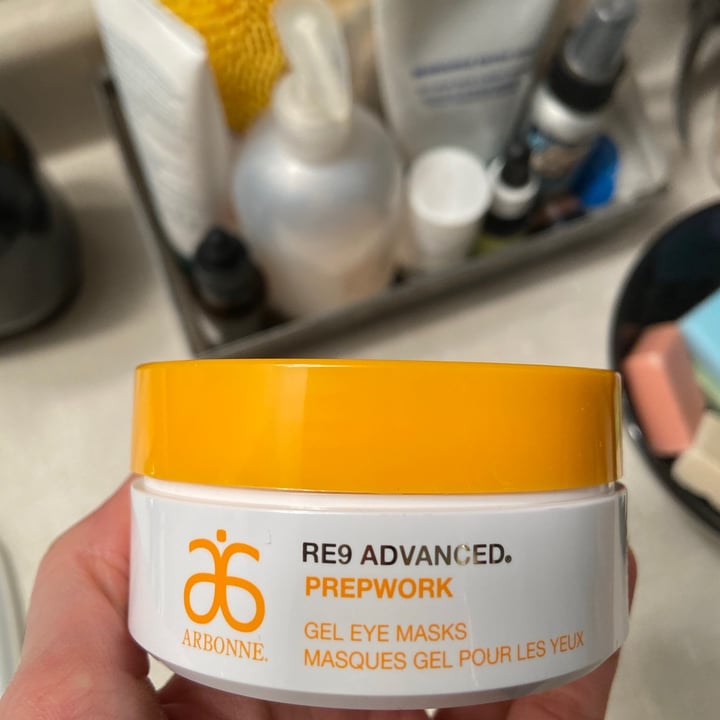 ARBONNE.
RE9 ADVANCED.
PREPWORK
GEL EYE MASKS
MASQUES GEL POUR LES YEUX